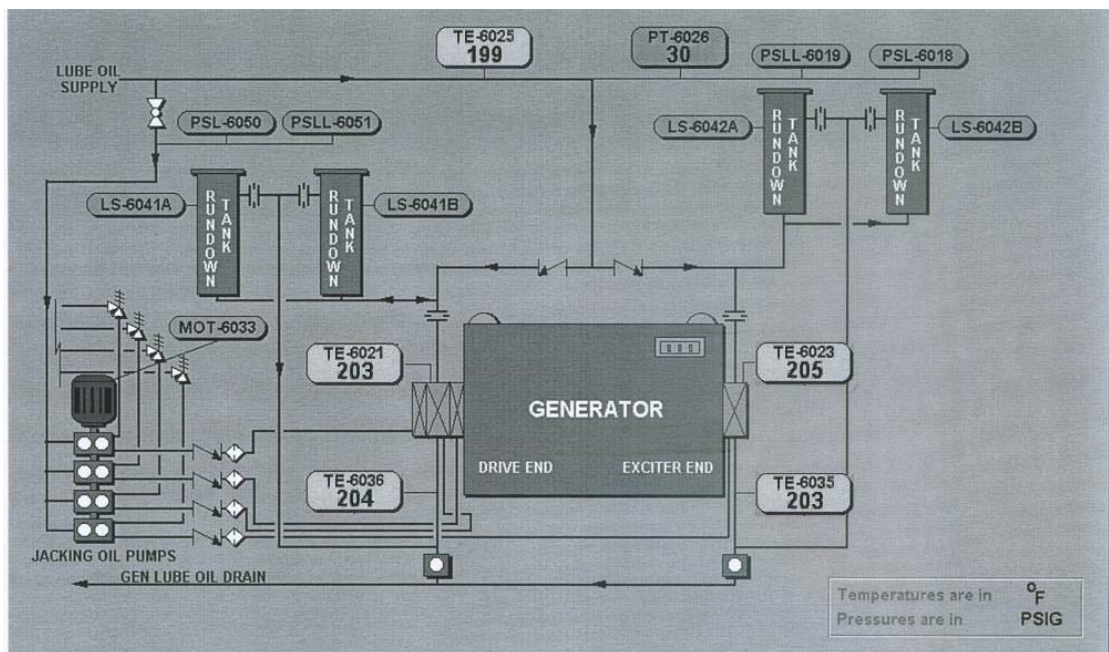 TE-6025
199
PT-6026
30
PSLL-6019
PSL-6018
LUBE OIL
SUPPLY
PSL-6050
PSLL-6051
LS-6042A
RUNDOWN
TANK
RUNDOWN
TANK
LS-6042B
LS-6041A
RUNDOWN
TANK
RUNDOWN
TANK
LS-6041B
MOT-6033
TE-6021
203
TE-6023
205
GENERATOR
DRIVE END
EXCITER END
TE-6036
204
TE-6035
203
JACKING OIL PUMPS
GEN LUBE OIL DRAIN
Temperatures are in °F
Pressures are in PSIG